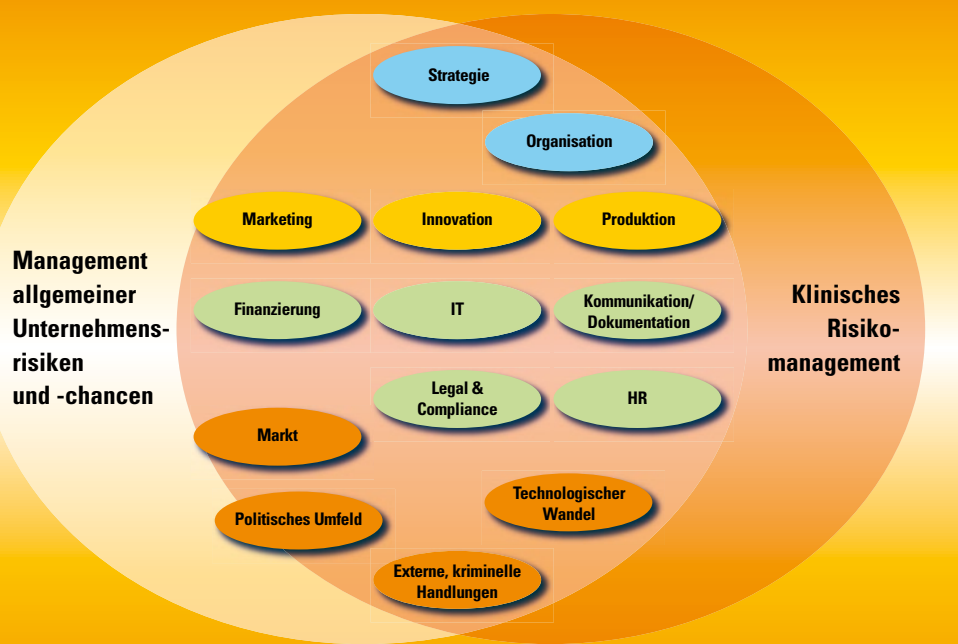 Strategie
Organisation
Marketing
Innovation
Produktion
Management
allgemeiner
Unternehmens-
risiken
und -chancen
Finanzierung
IT
Kommunikation/
Dokumentation
Klinisches
Risiko-
management
Legal &
Compliance
HR
Markt
Politisches Umfeld
Technologischer
Wandel
Externe, kriminelle
Handlungen